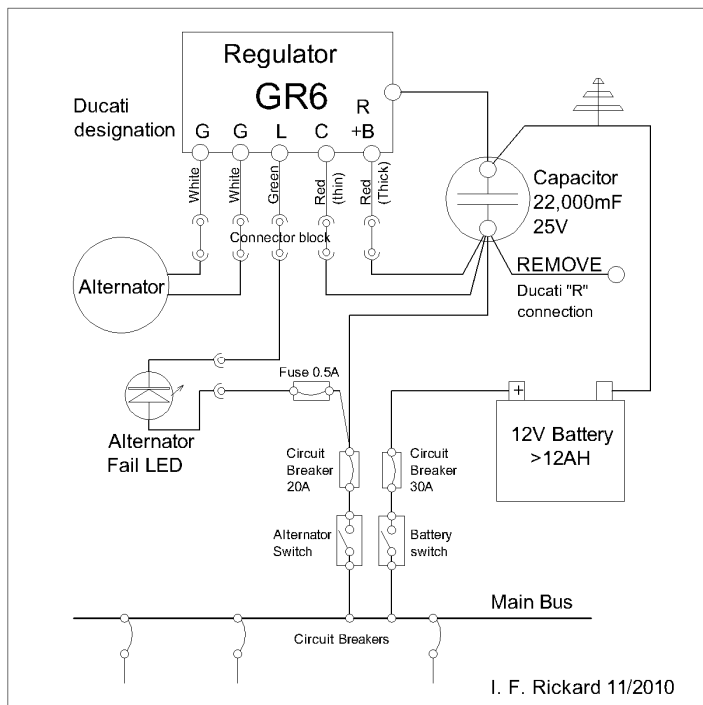 Regulator
GR6
Ducati
designation
G G L C R
+B
White
White
Green
Red
(thin)
Red
(Thick)
Connector block
Capacitor
22,000mF
25V
REMOVE
Ducati "R"
connection
Alternator
Fuse 0.5A
+
12V Battery
>12AH
Alternator
Fail LED
Circuit
Breaker
20A
Circuit
Breaker
30A
Alternator
Switch
Battery
switch
Main Bus
Circuit Breakers
I. F. Rickard 11/2010